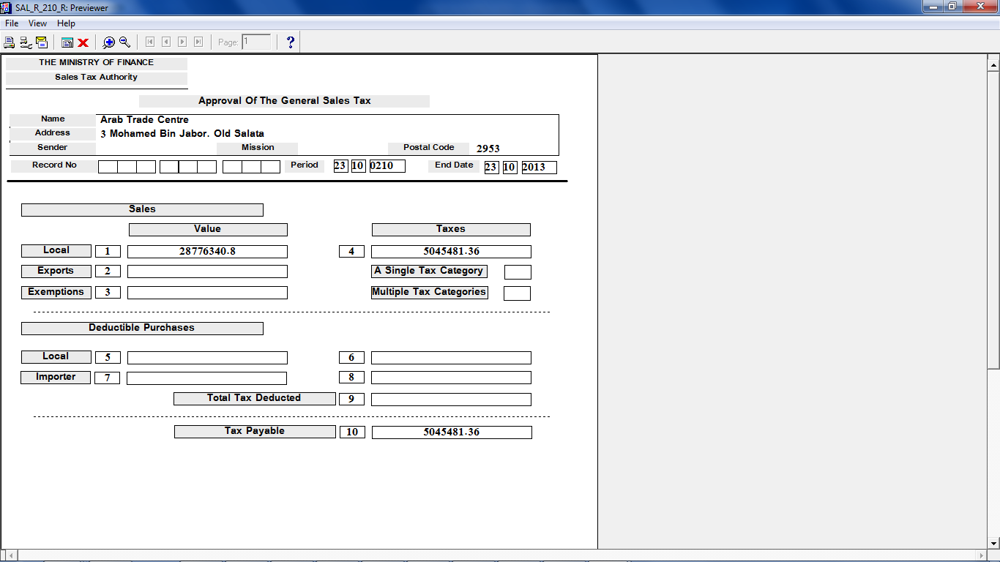 SAL_R_210_R: Previewer
File View Help
Page: 1
THE MINISTRY OF FINANCE
Sales Tax Authority
Approval Of The General Sales Tax
Name Arab Trade Centre
Address 3 Mohamed Bin Jabor. Old Salata
Sender Mission Postal Code 2953
Record No Period 23 10 0210 End Date 23 10 2013
Sales
Value Taxes
Local 1 28776340.8 4 5045481.36
Exports 2 A Single Tax Category
Exemptions 3 Multiple Tax Categories
Deductible Purchases
Local 5 6
Importer 7 8
Total Tax Deducted 9
Tax Payable 10 5045481.36